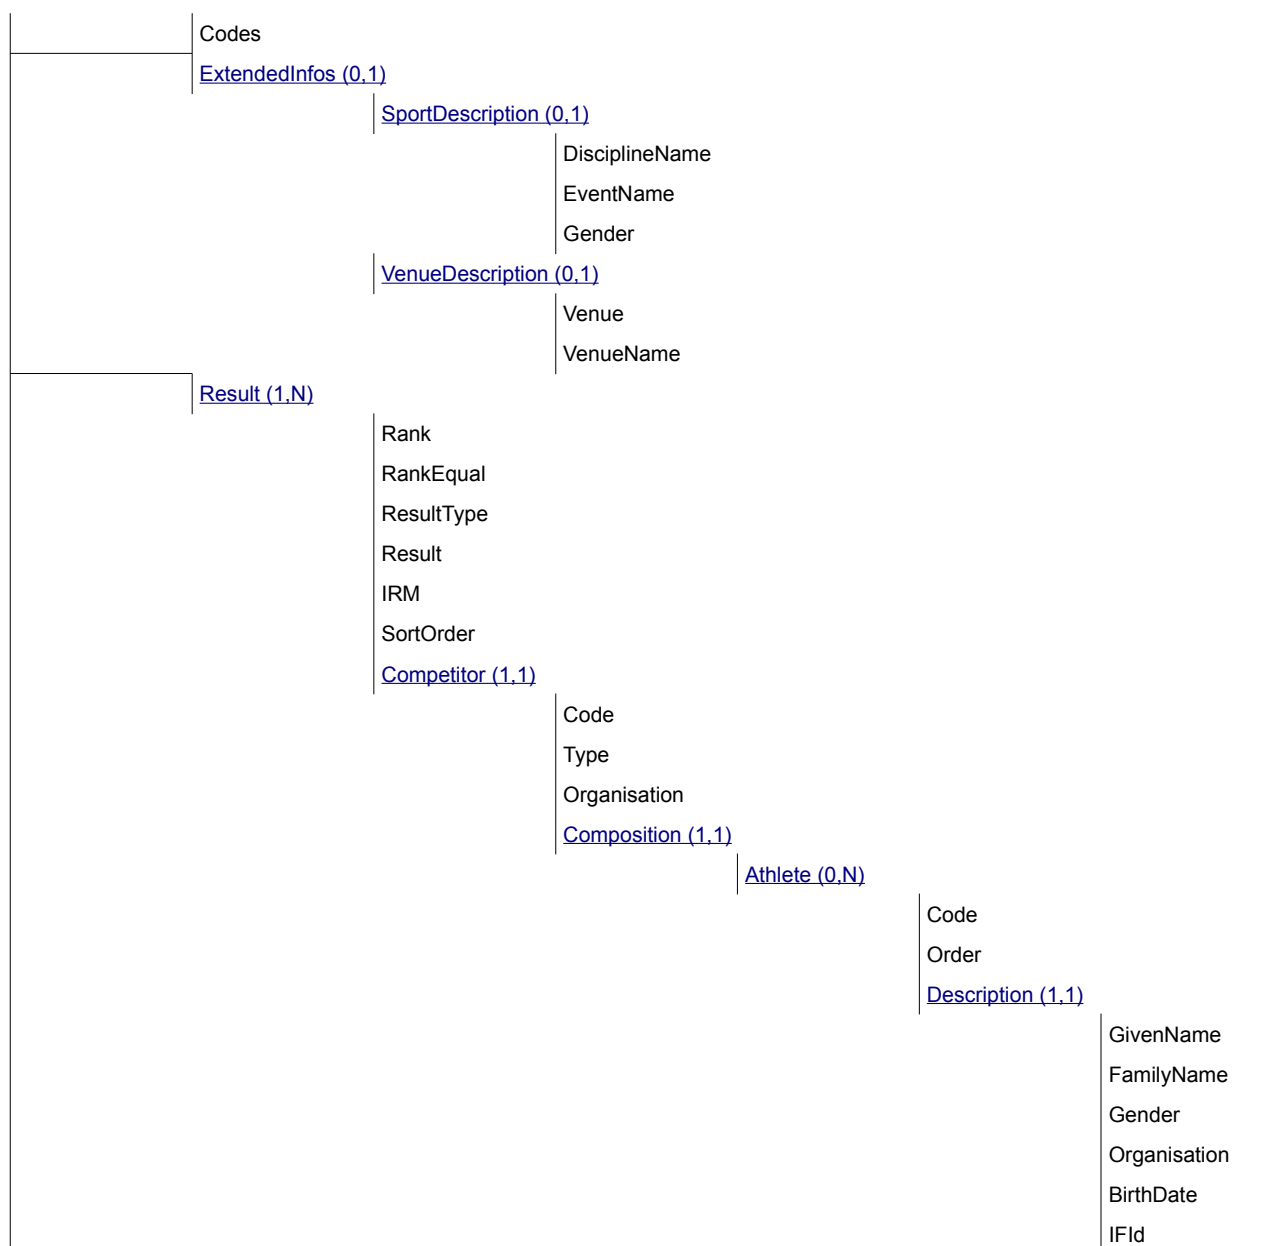 Codes
ExtendedInfos (0,1)
SportDescription (0,1)
DisciplineName
EventName
Gender
VenueDescription (0,1)
Venue
VenueName
Result (1,N)
Rank
RankEqual
ResultType
Result
IRM
SortOrder
Competitor (1,1)
Code
Type
Organisation
Composition (1,1)
Athlete (0,N)
Code
Order
Description (1,1)
GivenName
FamilyName
Gender
Organisation
BirthDate
IFId